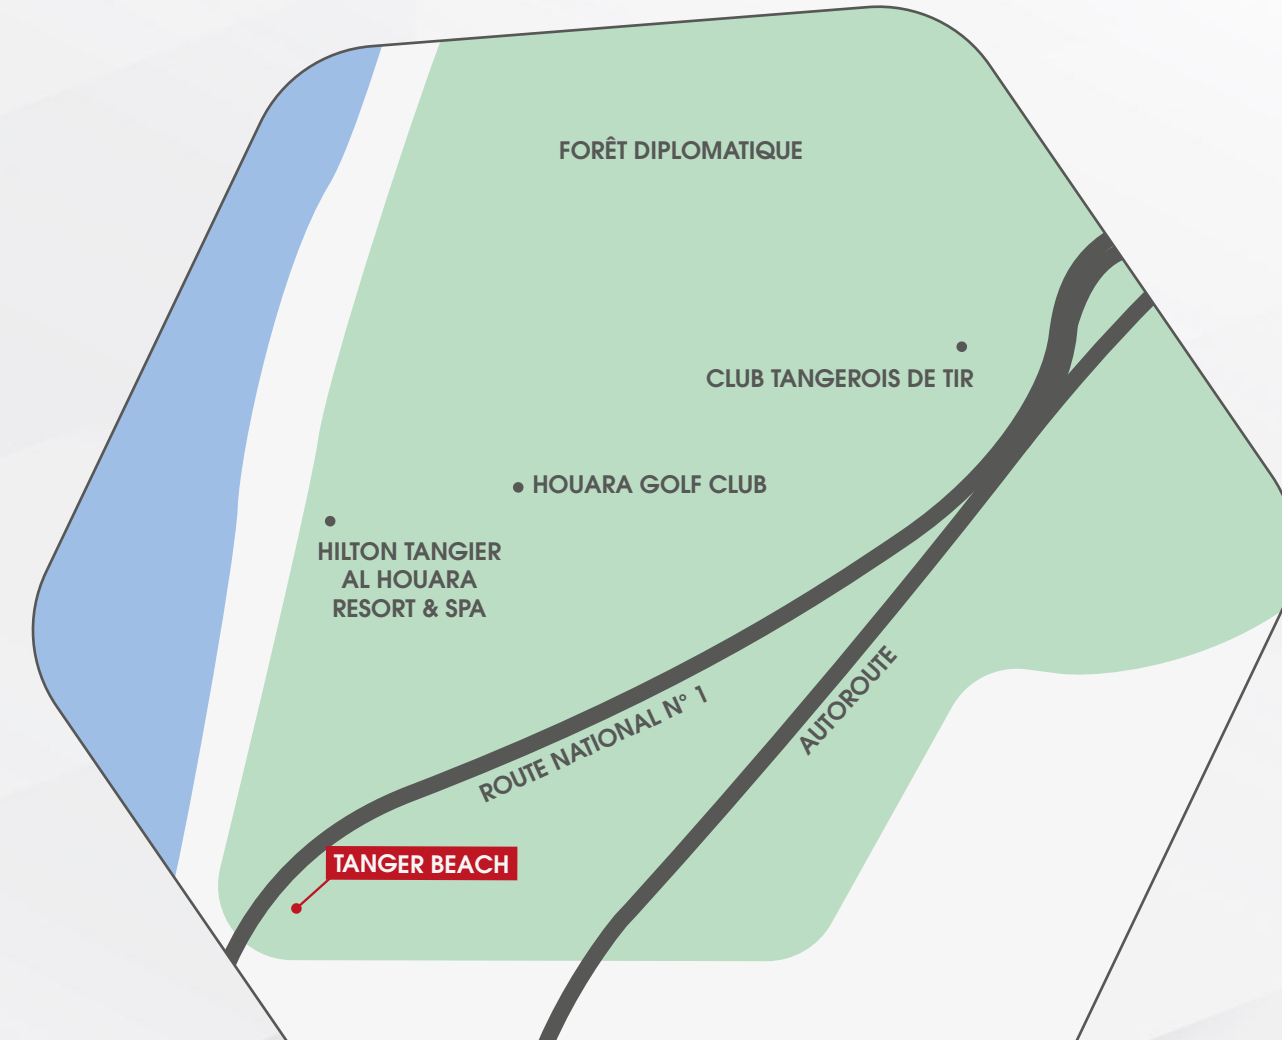 FORÊT DIPLOMATIQUE
CLUB TANGEROIS DE TIR
HOUARA GOLF CLUB
HILTON TANGIER
AL HOUARA
RESORT & SPA
ROUTE NATIONAL N° 1
AUTOROUTE
TANGER BEACH